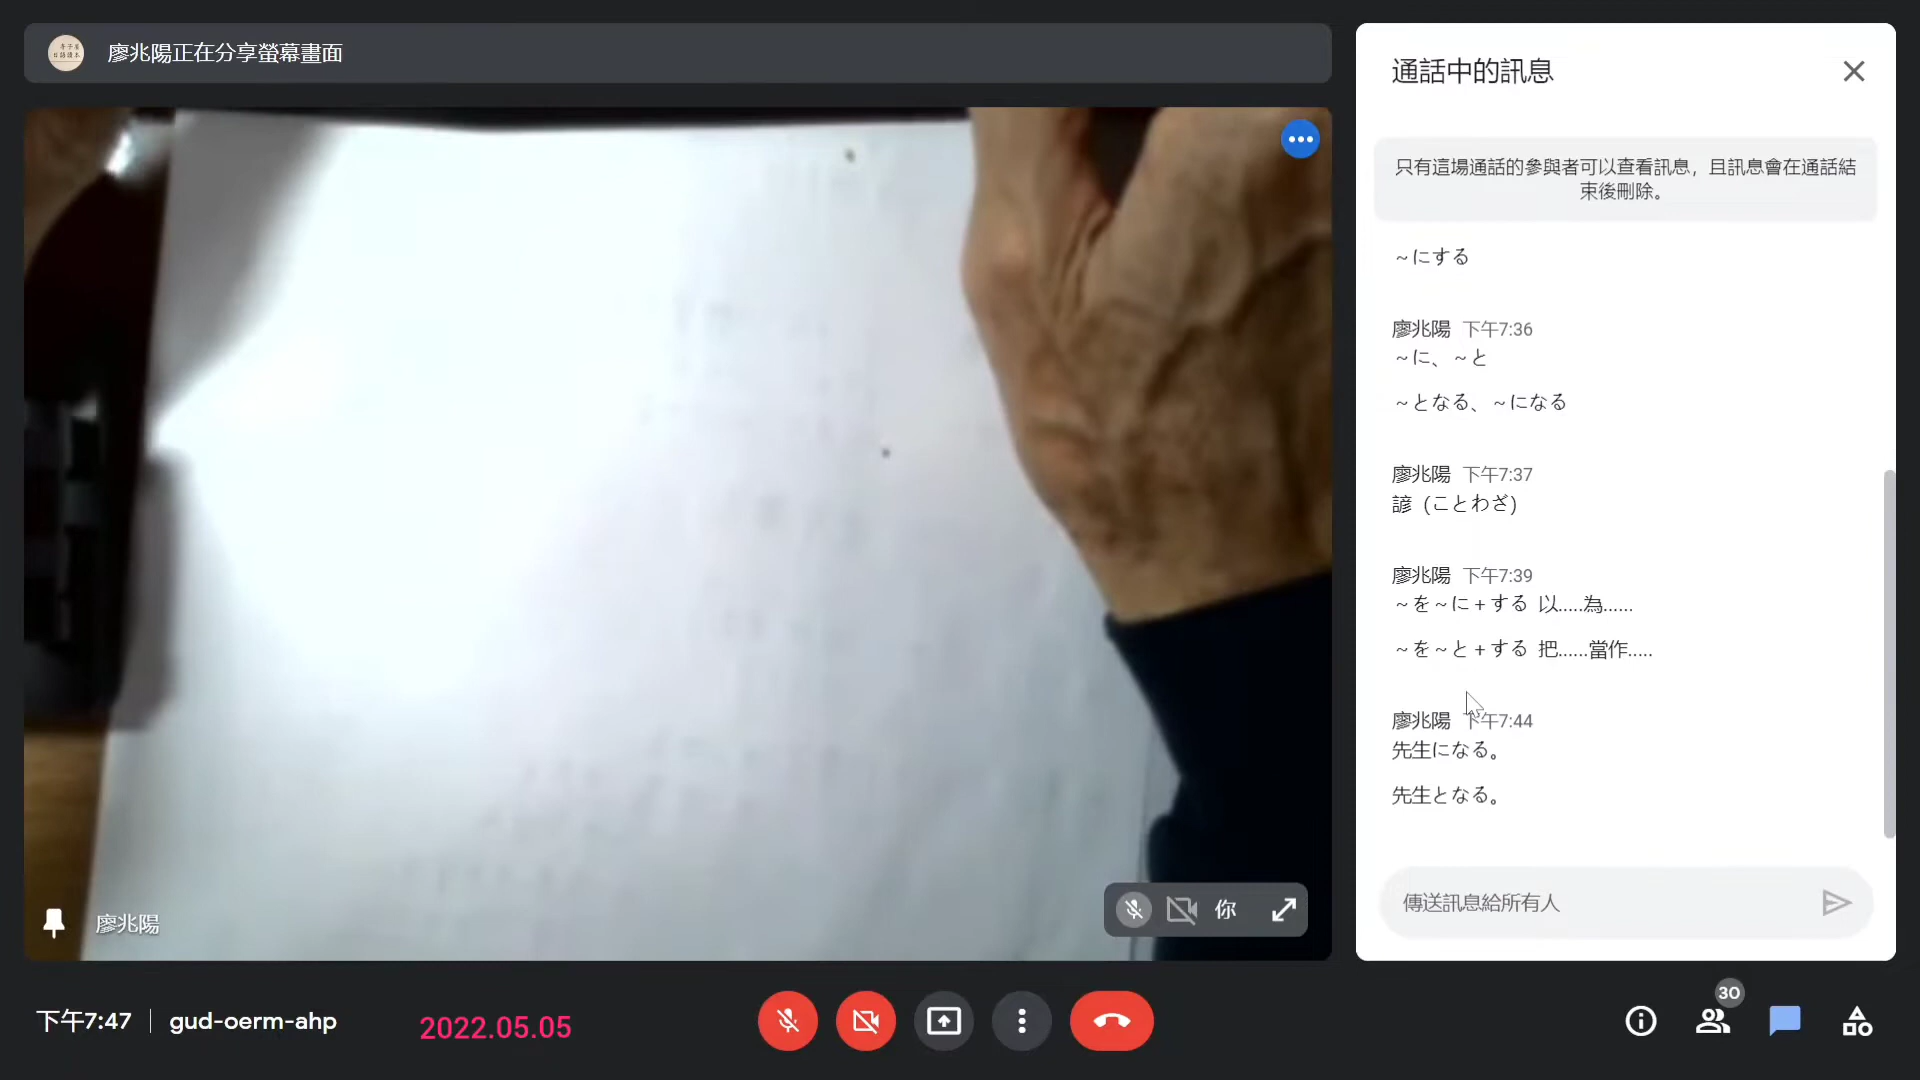 廖兆陽正在分享螢幕畫面
廖兆陽
你
通話中的訊息
只有這場通話的參與者可以查看訊息，且訊息會在通話結
束後刪除。
～にする
廖兆陽 下午7:36
～に、～と
～となる、～になる
廖兆陽 下午7:37
諺（ことわざ）
廖兆陽 下午7:39
～を～に＋する 以.....為......
～を～と＋する 把......當作.....
廖兆陽 下午7:44
先生になる。
先生となる。
傳送訊息給所有人
下午7:47 | gud-oerm-ahp
2022.05.05
30